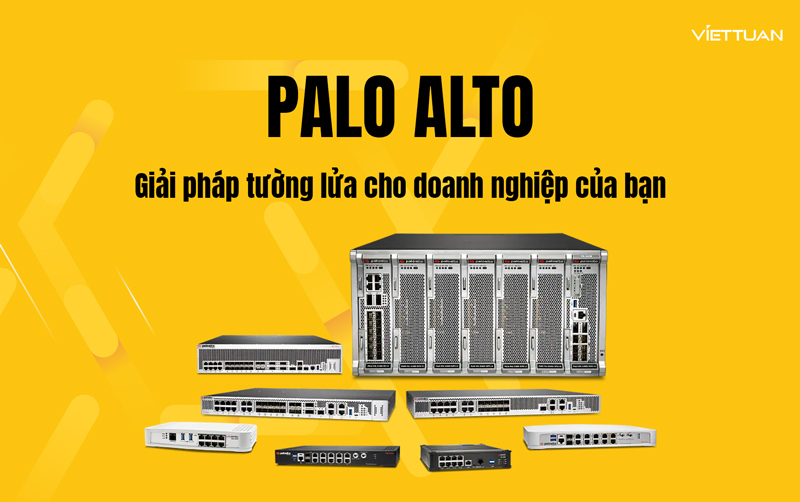 VIETTUAN
PALO ALTO
Giải pháp tường lửa cho doanh nghiệp của bạn